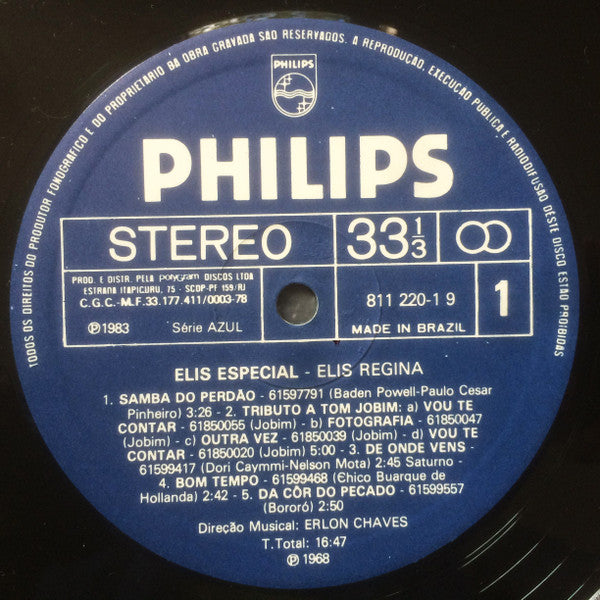 TODOS OS DIREITOS DO PRODUTOR FONOGRÁFICO E DO PROPRIETÁRIO DA OBRA GRAVADA SÃO RESERVADOS. A REPRODUÇÃO, EXECUÇÃO PÚBLICA E RADIODIFUSÃO DESTE DISCO ESTÃO PROIBIDAS
PHILIPS
PHILIPS
STEREO
33 1/3
PROD. E DISTR. PELA polygram DISCOS LTDA
ESTRADA ITAPICURU, 75 - SCDP-PF 159/RJ
C.G.C.-M.F.33.177.411/0003-78
Ⓟ1983 Série AZUL
811 220-1 9
MADE IN BRAZIL
1
ELIS ESPECIAL - ELIS REGINA
1. SAMBA DO PERDÃO - 61597791 (Baden Powell-Paulo Cesar
Pinheiro) 3:26 - 2. TRIBUTO A TOM JOBIM: a) VOU TE
CONTAR - 61850055 (Jobim) - b) FOTOGRAFIA - 61850047
(Jobim) - c) OUTRA VEZ - 61850039 (Jobim) - d) VOU TE
CONTAR - 61850020 (Jobim) 5:00 - 3. DE ONDE VENS -
61599417 (Dori Caymmi-Nelson Mota) 2:45 Saturno -
4. BOM TEMPO - 61599468 (Chico Buarque de
Hollanda) 2:42 - 5. DA CÔR DO PECADO - 61599557
(Bororó) 2:50
Direção Musical: ERLON CHAVES
T.Total: 16:47
Ⓟ 1968